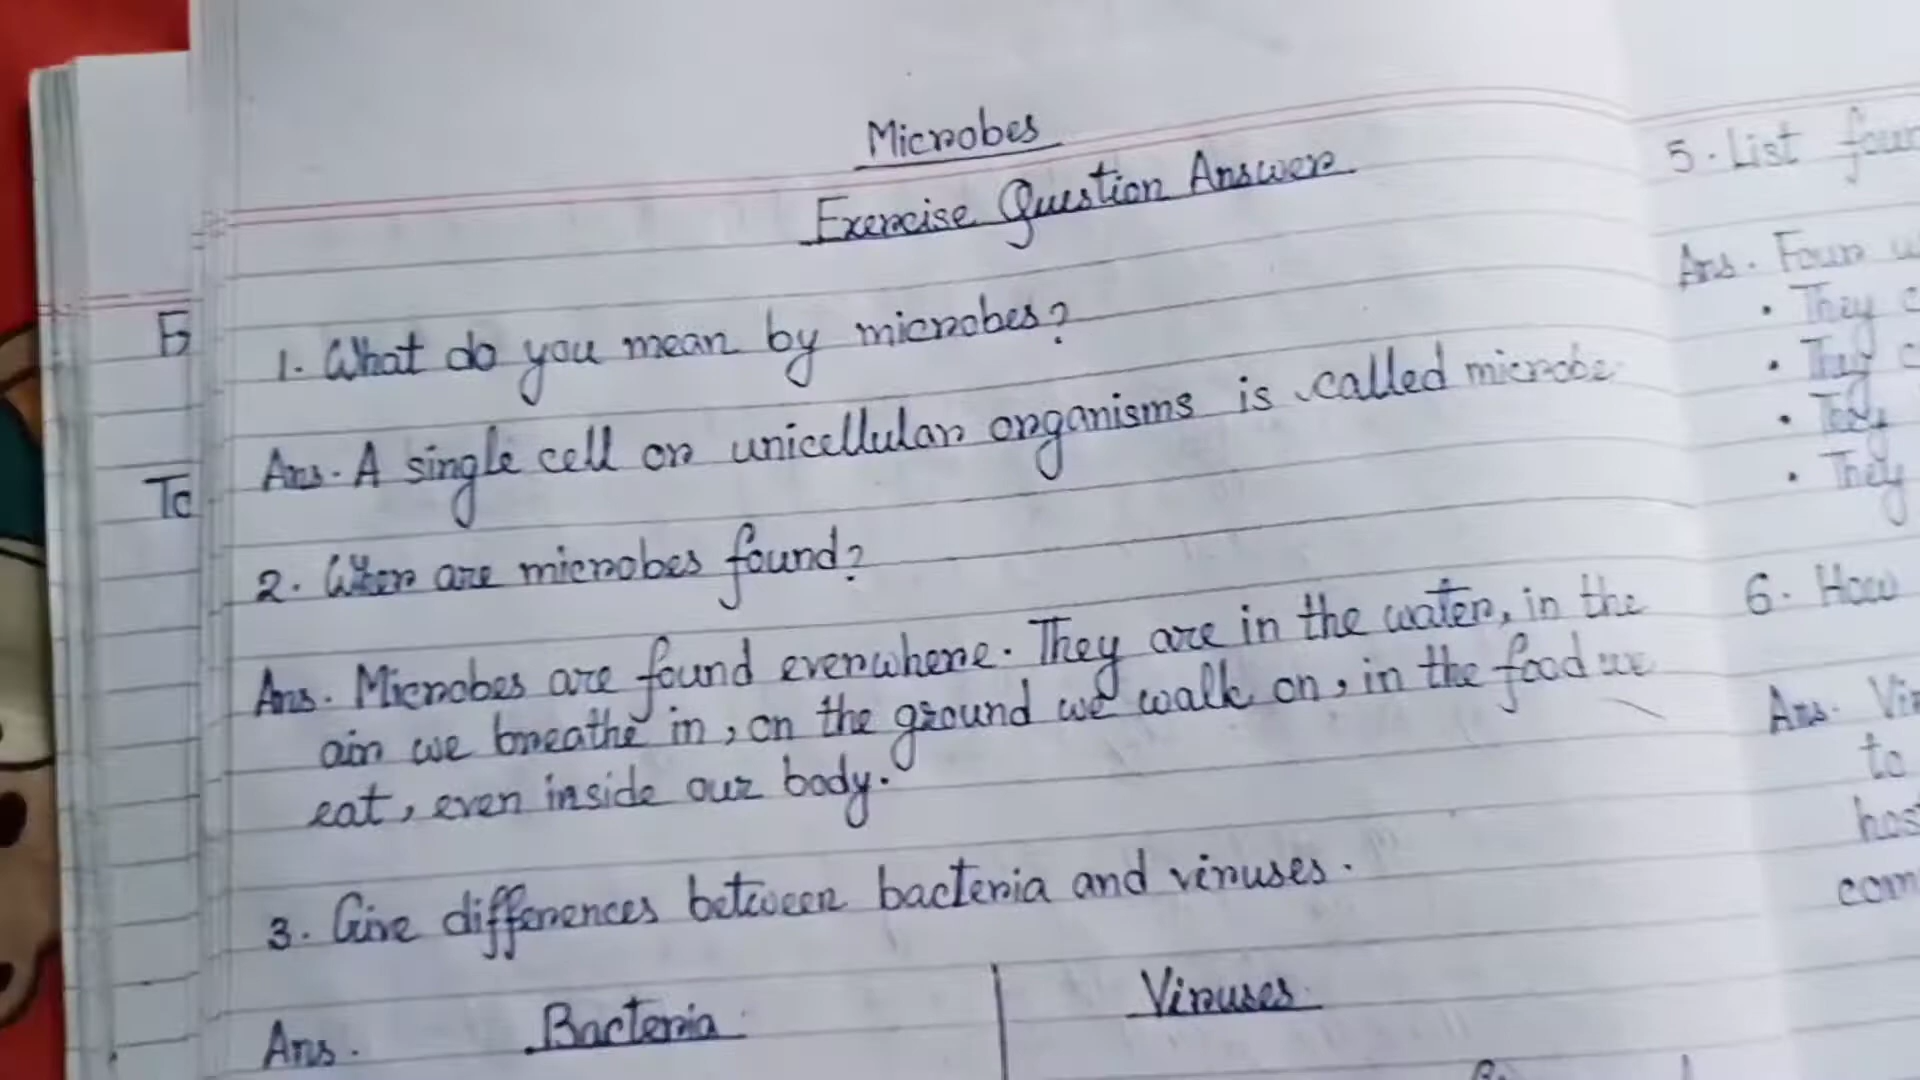 Microbes
Exercise Question Answer
1. What do you mean by microbes?
Ans. A single cell or unicellular organisms is called microbe
2. When are microbes found?
Ans. Microbes are found everwhere. They are in the water, in the
air we breathe in, on the ground we walk on, in the food we
eat, even inside our body.
3. Give differences between bacteria and viruses.
Ans. Bacteria Viruses
5. List four
Ans. Four
• They
• They
• They
• They
6. How
Ans.
to